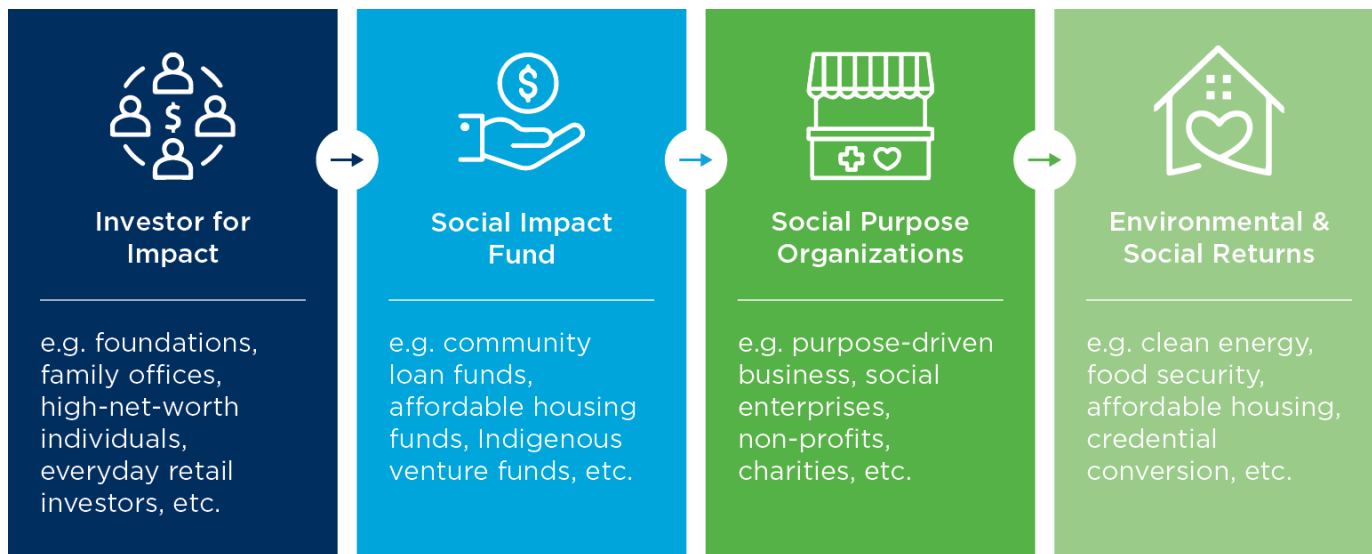 Investor for
Impact
e.g. foundations,
family offices,
high-net-worth
individuals,
everyday retail
investors, etc.
$
Social Impact
Fund
e.g. community
loan funds,
affordable housing
funds, Indigenous
venture funds, etc.
$
Social Purpose
Organizations
e.g. purpose-driven
business, social
enterprises,
non-profits,
charities, etc.
Environmental &
Social Returns
e.g. clean energy,
food security,
affordable housing,
credential
conversion, etc.